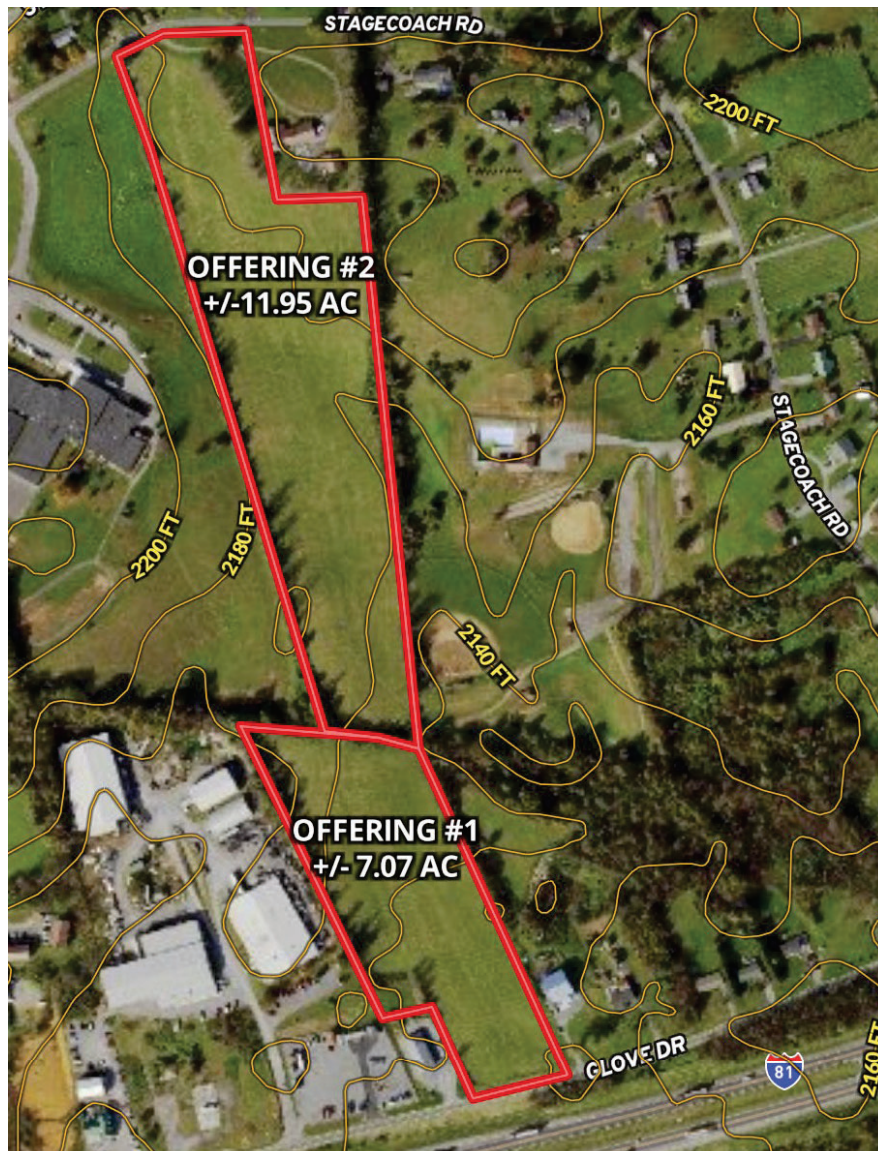 STAGECOACH RD
2200 FT
OFFERING #2
+/-11.95 AC
2160 FT
STAGECOACH RD
2200 FT
2180 FT
2140 FT
OFFERING #1
+/- 7.07 AC
GLOVE DR
81
2160 FT